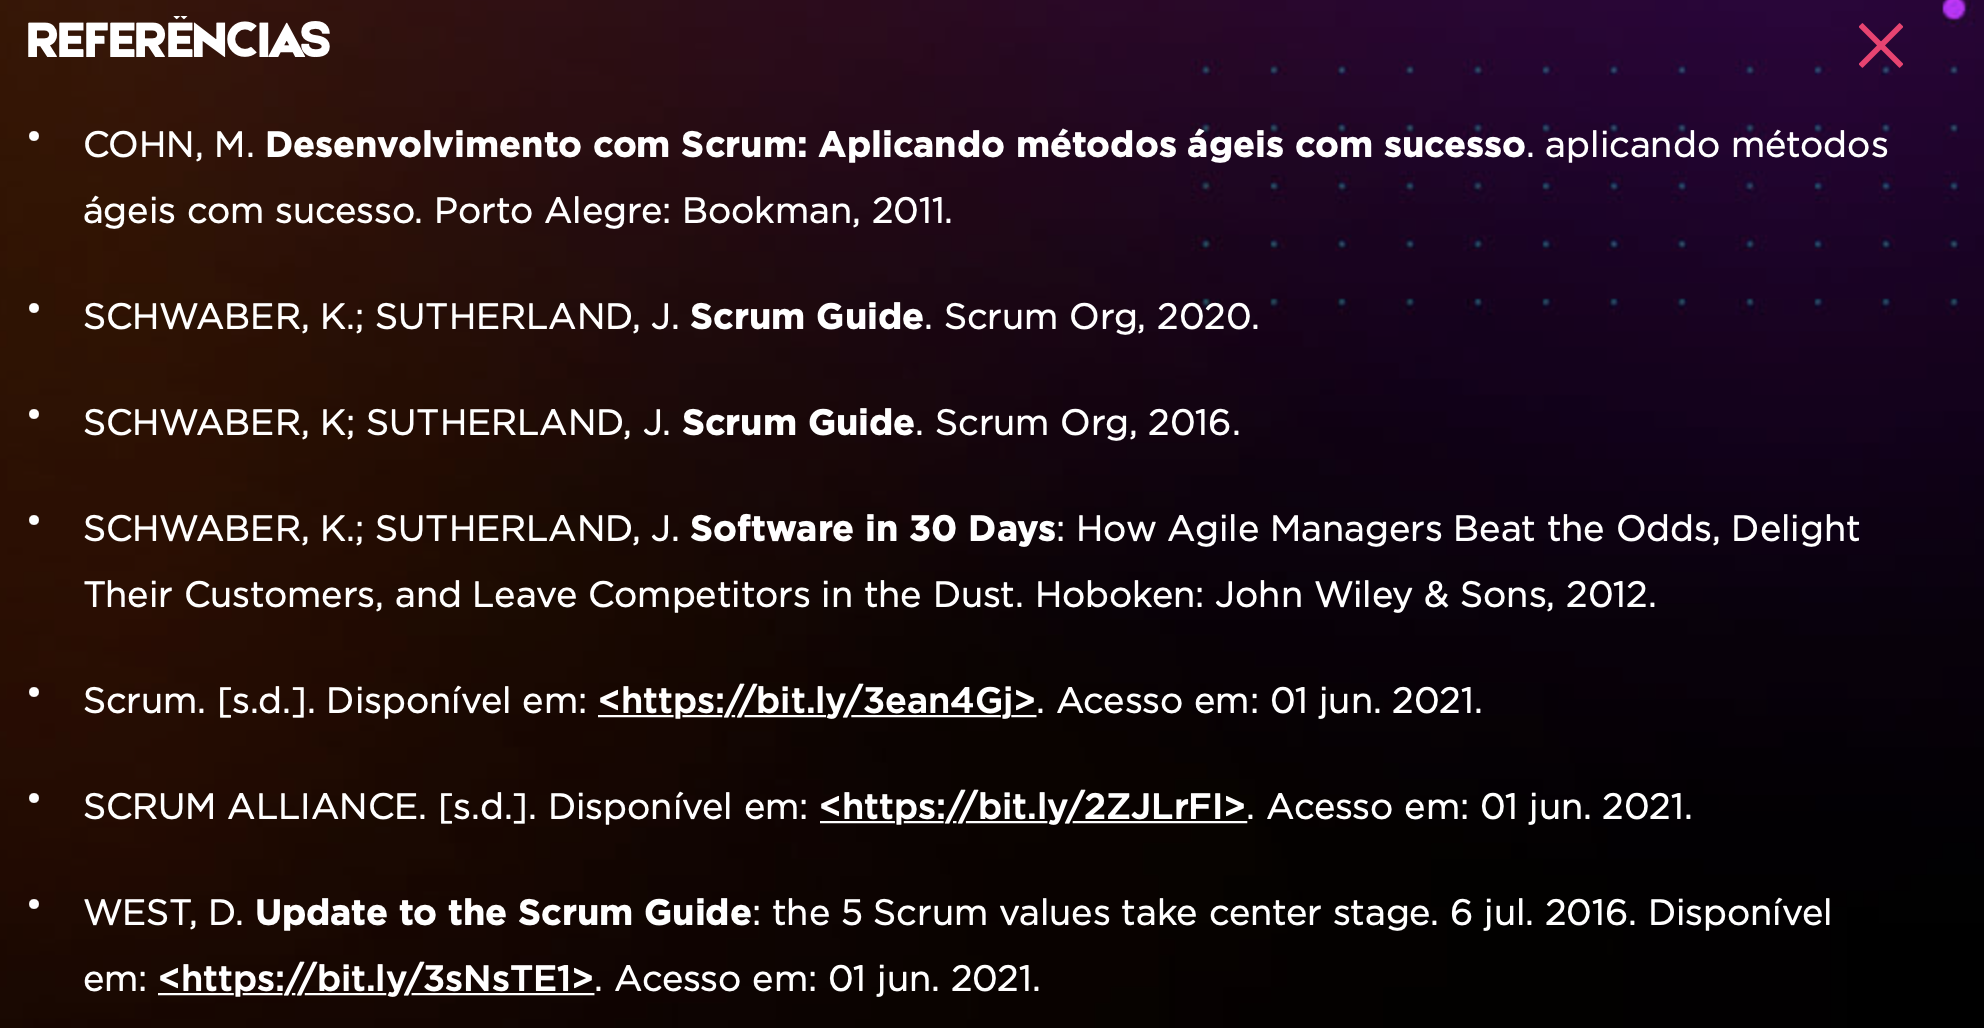 REFERÊNCIAS
• COHN, M. Desenvolvimento com Scrum: Aplicando métodos ágeis com sucesso. aplicando métodos
ágeis com sucesso. Porto Alegre: Bookman, 2011.
• SCHWABER, K.; SUTHERLAND, J. Scrum Guide. Scrum Org, 2020.
• SCHWABER, K; SUTHERLAND, J. Scrum Guide. Scrum Org, 2016.
• SCHWABER, K.; SUTHERLAND, J. Software in 30 Days: How Agile Managers Beat the Odds, Delight
Their Customers, and Leave Competitors in the Dust. Hoboken: John Wiley & Sons, 2012.
• Scrum. [s.d.]. Disponível em: <https://bit.ly/3ean4Gj>. Acesso em: 01 jun. 2021.
• SCRUM ALLIANCE. [s.d.]. Disponível em: <https://bit.ly/2ZJLrFI>. Acesso em: 01 jun. 2021.
• WEST, D. Update to the Scrum Guide: the 5 Scrum values take center stage. 6 jul. 2016. Disponível
em: <https://bit.ly/3sNsTE1>. Acesso em: 01 jun. 2021.